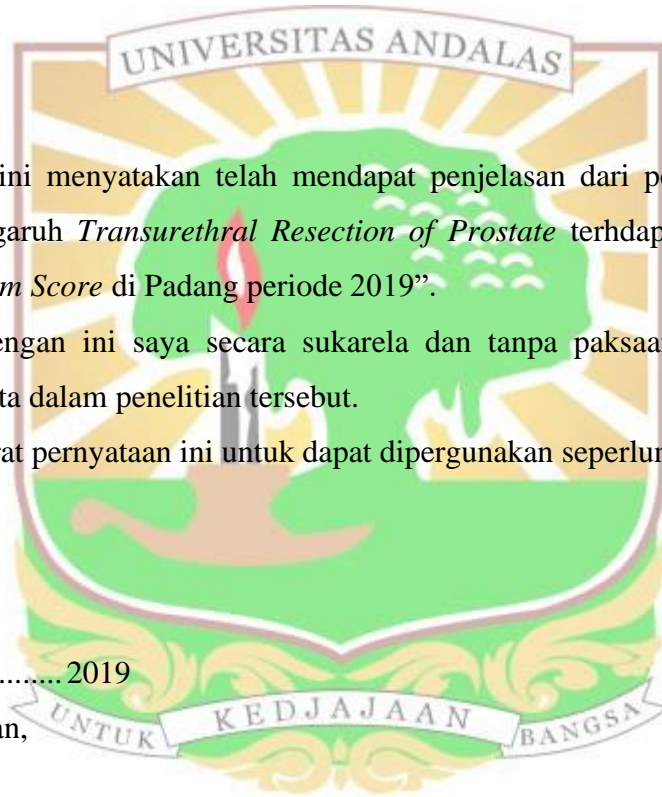 UNIVERSITAS ANDALAS
ini menyatakan telah mendapat penjelasan dari pe
garuh Transurethral Resection of Prostate terhdap
m Score di Padang periode 2019”.
engan ini saya secara sukarela dan tanpa paksaan
ta dalam penelitian tersebut.
rat pernyataan ini untuk dapat dipergunakan seperlun
........ 2019
an,
UNTUK KEDJAJAAN BANGSA